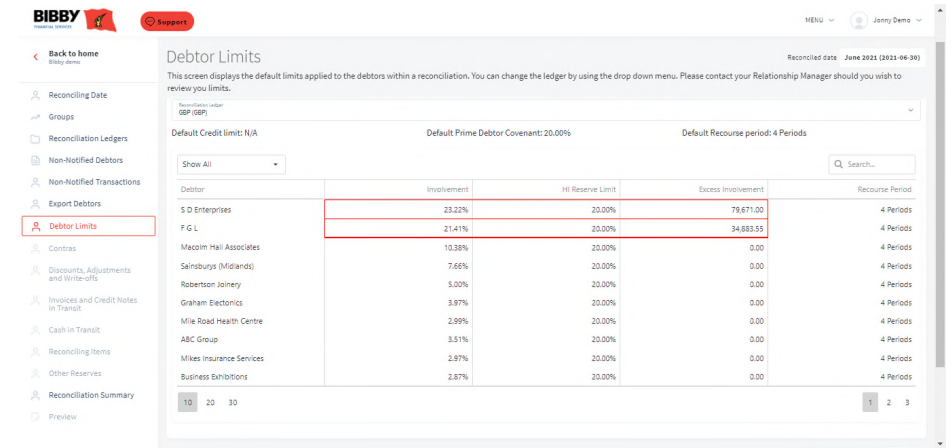 BIBBY
FINANCIAL SERVICES
Support
MENU
Jonny Demo
Back to home
Bibby demo
Reconciling Date
Groups
Reconciliation Ledgers
Non-Notified Debtors
Non-Notified Transactions
Export Debtors
Debtor Limits
Contras
Discounts, Adjustments
and Write-offs
Invoices and Credit Notes
in Transit
Cash in Transit
Reconciling Items
Other Reserves
Reconciliation Summary
Preview
Debtor Limits
Reconciled date June 2021 (2021-06-30)
This screen displays the default limits applied to the debtors within a reconciliation. You can change the ledger by using the drop down menu. Please contact your Relationship Manager should you wish to
review you limits.
Reconciliation Ledger
GBP (GBP)
Default Credit limit: N/A Default Prime Debtor Covenant: 20.00% Default Recourse period: 4 Periods
Show All Search...
Debtor Involvement HI Reserve Limit Excess Involvement Recourse Period
S D Enterprises 23.22% 20.00% 79,671.00 4 Periods
F G L 21.41% 20.00% 34,883.55 4 Periods
Macolm Hall Associates 10.38% 20.00% 0.00 4 Periods
Sainsburys (Midlands) 7.66% 20.00% 0.00 4 Periods
Robertson Joinery 5.00% 20.00% 0.00 4 Periods
Graham Electonics 3.97% 20.00% 0.00 4 Periods
Mile Road Health Centre 2.99% 20.00% 0.00 4 Periods
ABC Group 3.51% 20.00% 0.00 4 Periods
Mikes Insurance Services 2.97% 20.00% 0.00 4 Periods
Business Exhibitions 2.87% 20.00% 0.00 4 Periods
10 20 30 1 2 3